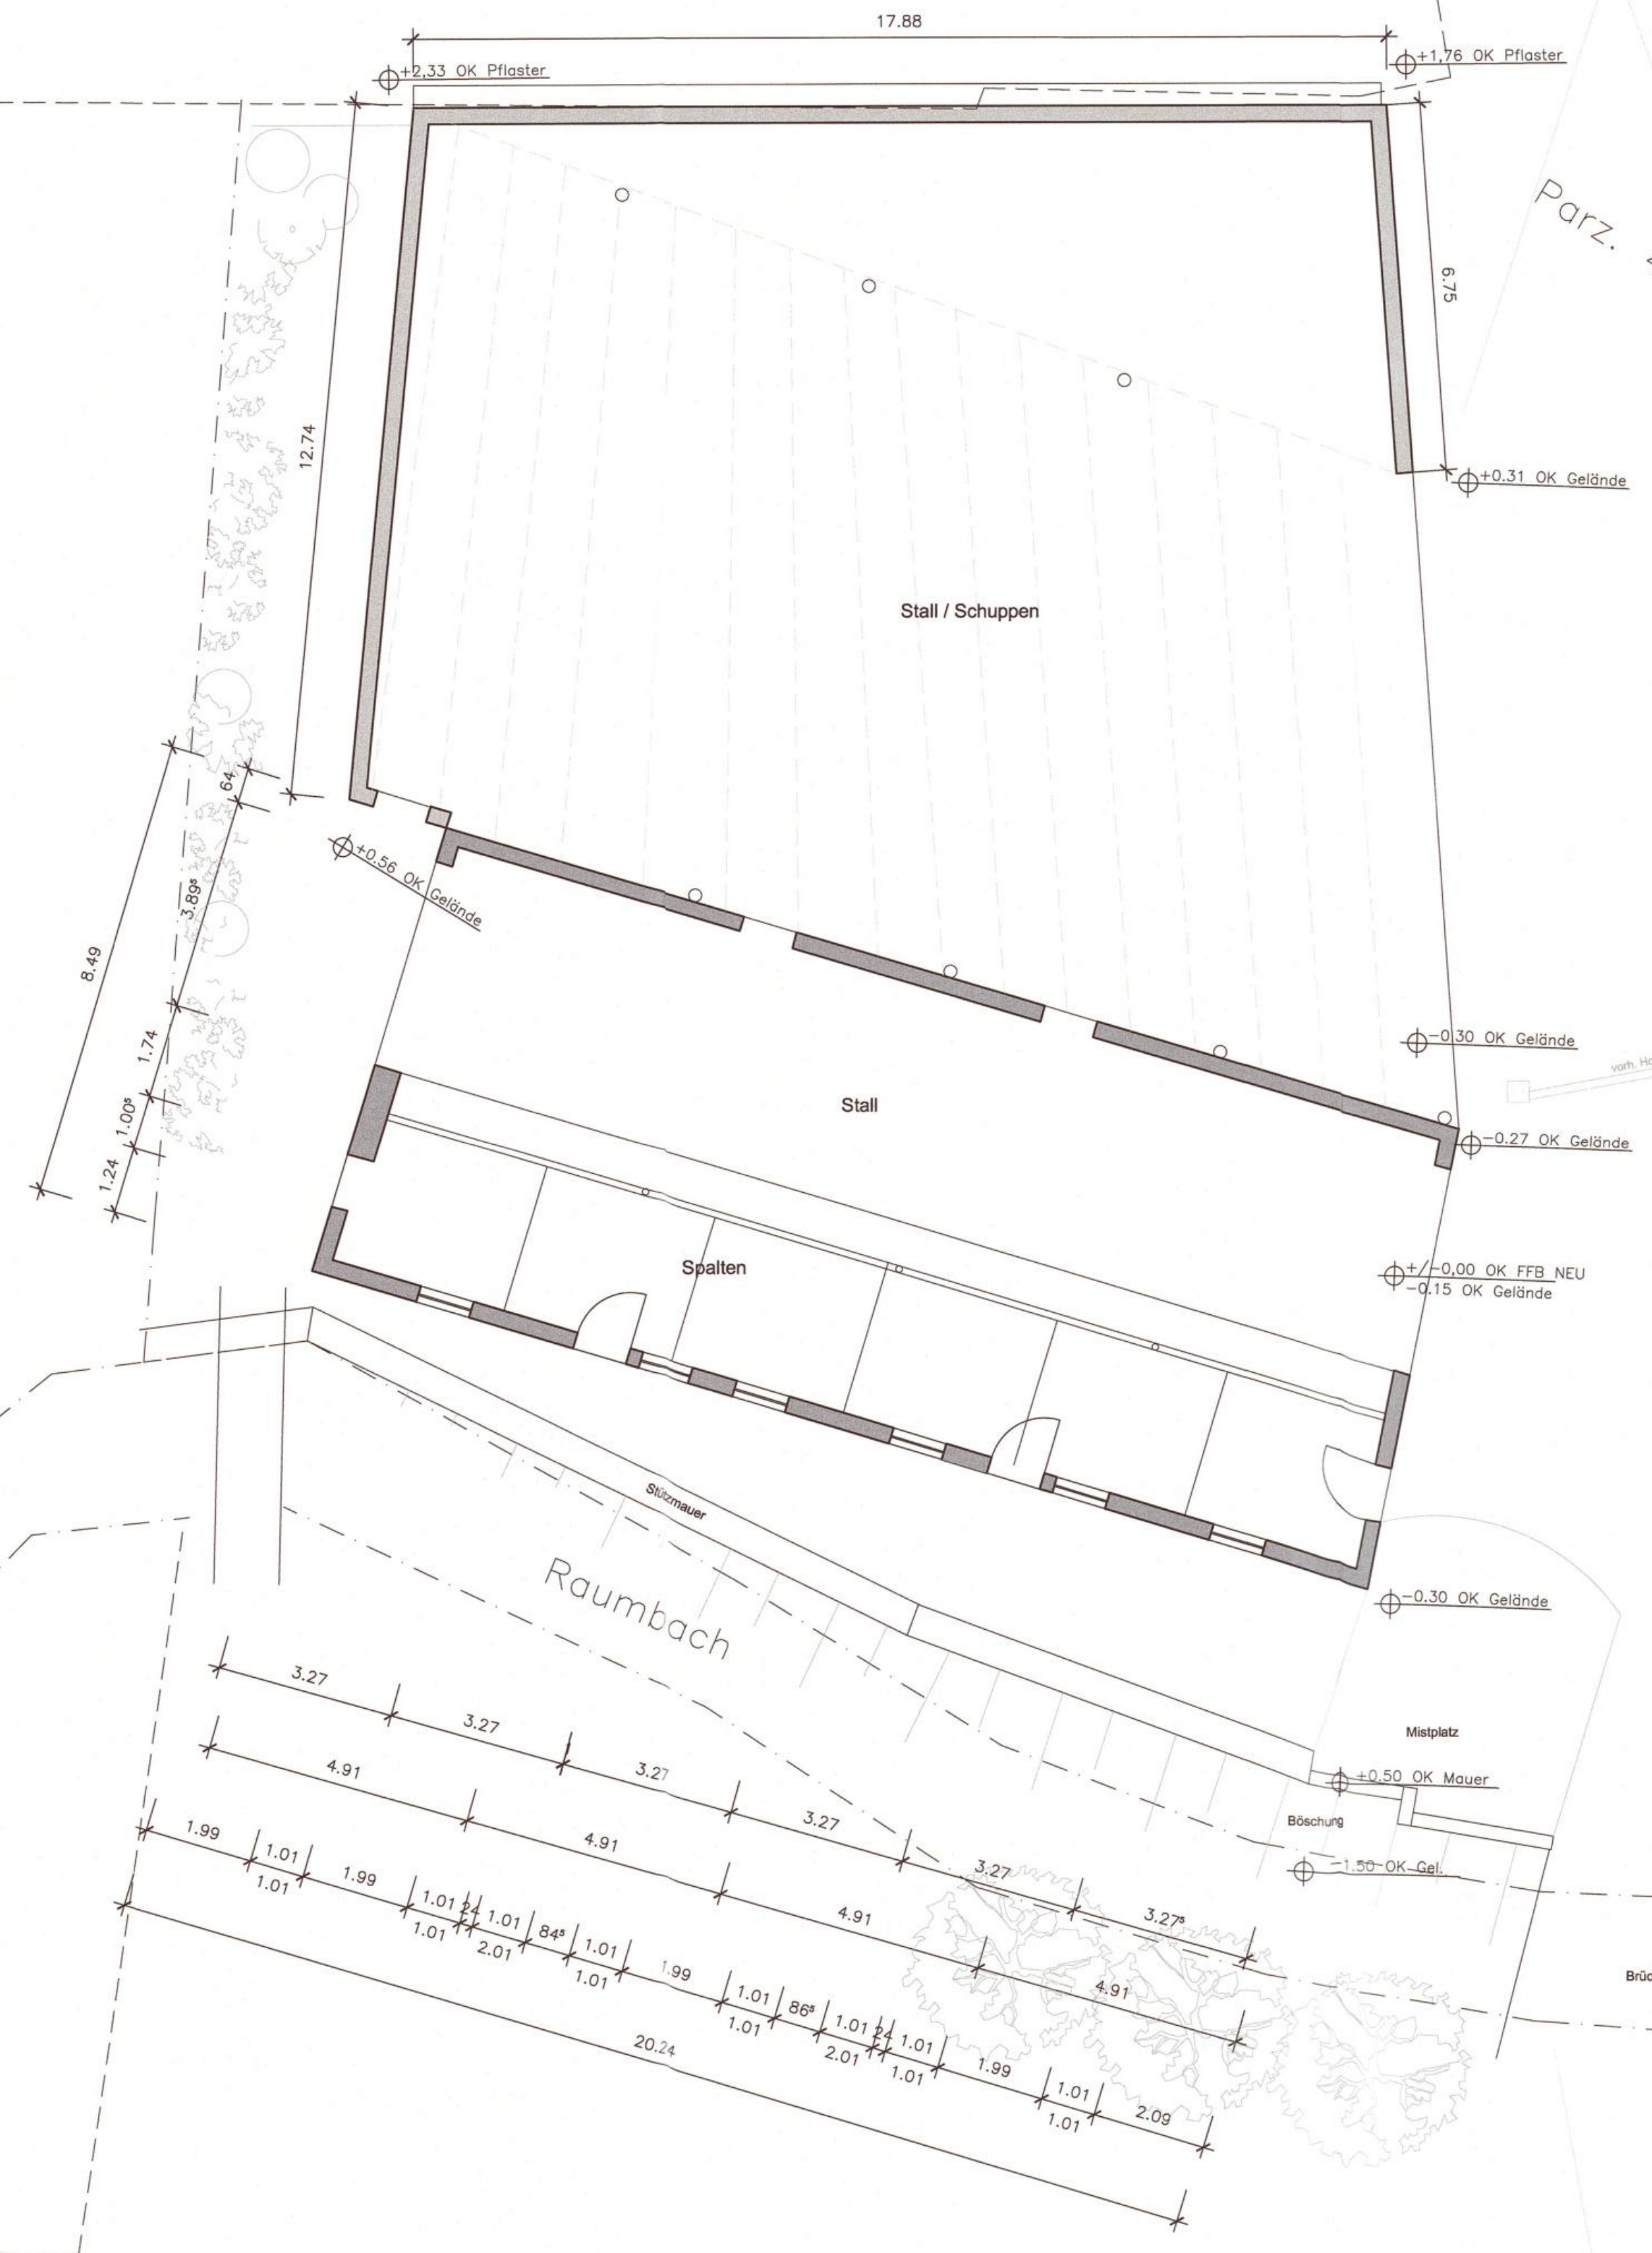 17.88
+2,33 OK Pflaster
+1,76 OK Pflaster
Parz.
6.75
12.74
+0.31 OK Gelände
Stall / Schuppen
64
+0.56 OK Gelände
3.89⁵
8.49
1.74
1.00⁵
1.24
-0.30 OK Gelände
vorh.
Stall
-0.27 OK Gelände
Spalten
+/-0,00 OK FFB NEU
-0.15 OK Gelände
Stützmauer
Raumbach
-0.30 OK Gelände
Mistplatz
+0.50 OK Mauer
Böschung
-1.50 OK Gel.
3.27
3.27
3.27
3.27
3.27
3.27⁵
4.91
4.91
4.91
4.91
1.99
1.01
1.01
1.99
1.01
1.01
24
1.01
2.01
84⁵
1.01
1.01
1.99
1.01
1.01
86⁵
1.01
2.01
24
1.01
1.01
1.99
1.01
1.01
2.09
20.24